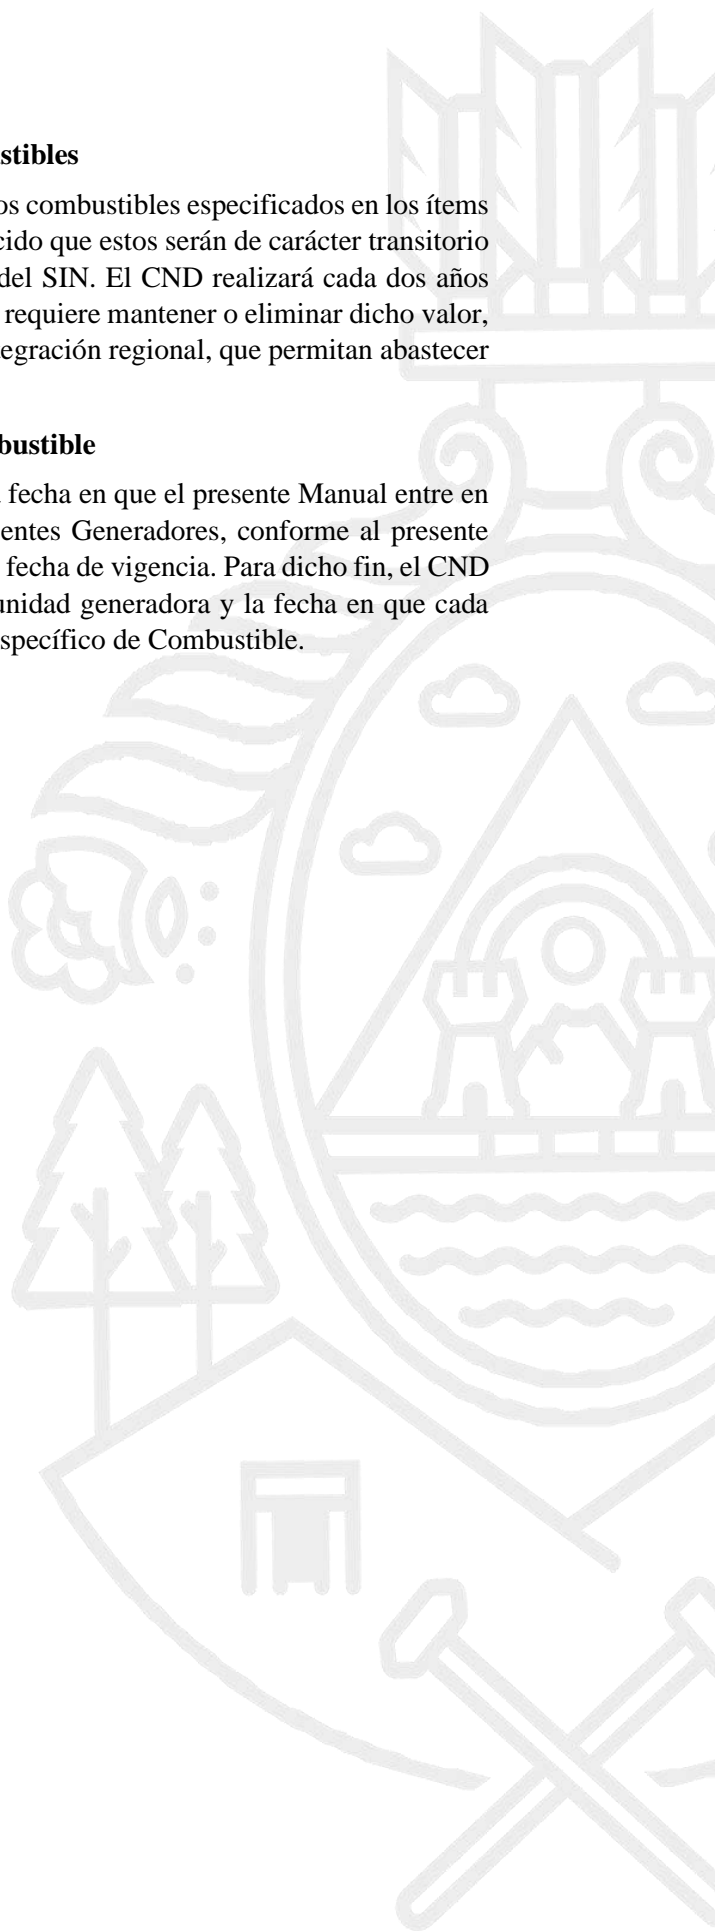 stibles
os combustibles especificados en los ítems
cido que estos serán de carácter transitorio
del SIN. El CND realizará cada dos años
requiere mantener o eliminar dicho valor,
tegración regional, que permitan abastecer
bustible
fecha en que el presente Manual entre en
entes Generadores, conforme al presente
fecha de vigencia. Para dicho fin, el CND
unidad generadora y la fecha en que cada
specífico de Combustible.